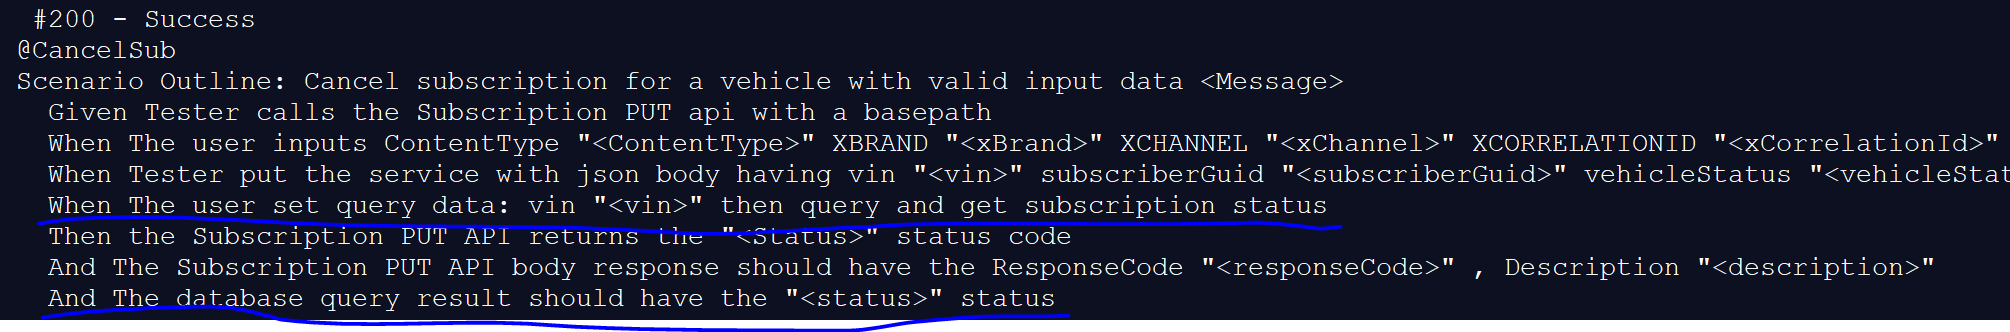 #200 - Success
@CancelSub
Scenario Outline: Cancel subscription for a vehicle with valid input data <Message>
Given Tester calls the Subscription PUT api with a basepath
When The user inputs ContentType "<ContentType>" XBRAND "<xBrand>" XCHANNEL "<xChannel>" XCORRELATIONID "<xCorrelationId>"
When Tester put the service with json body having vin "<vin>" subscriberGuid "<subscriberGuid>" vehicleStatus "<vehicleStat
When The user set query data: vin "<vin>" then query and get subscription status
Then the Subscription PUT API returns the "<Status>" status code
And The Subscription PUT API body response should have the ResponseCode "<responseCode>" , Description "<description>"
And The database query result should have the "<status>" status